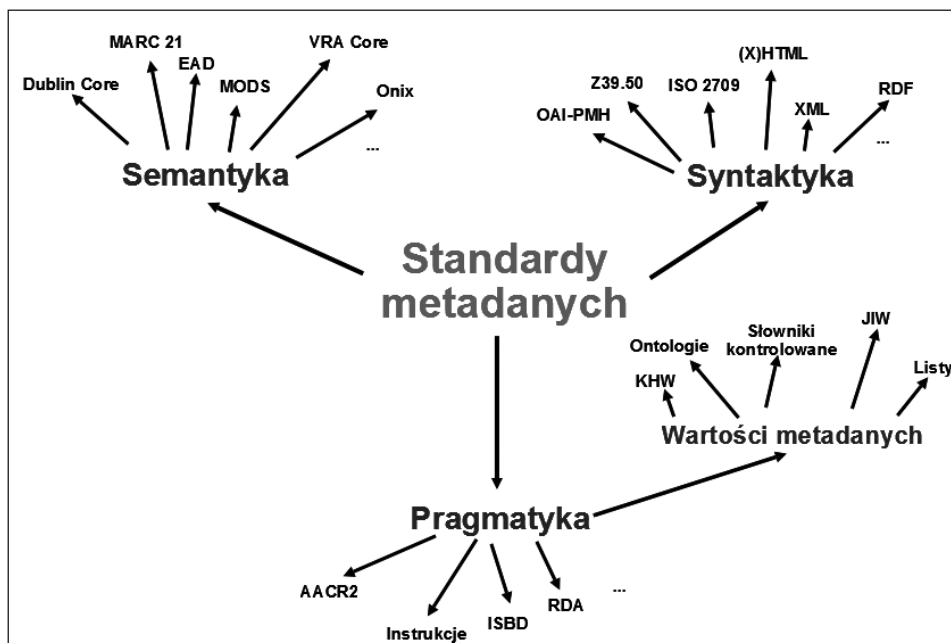 MARC 21
VRA Core
EAD
Dublin Core
MODS
Onix
...
Semantyka
(X)HTML
Z39.50
ISO 2709
RDF
OAI-PMH
XML
...
Syntaktyka
Standardy
metadanych
Słowniki
kontrolowane
JIW
Ontologie
KHW
Listy
Wartości metadanych
Pragmatyka
AACR2
Instrukcje
ISBD
RDA
...